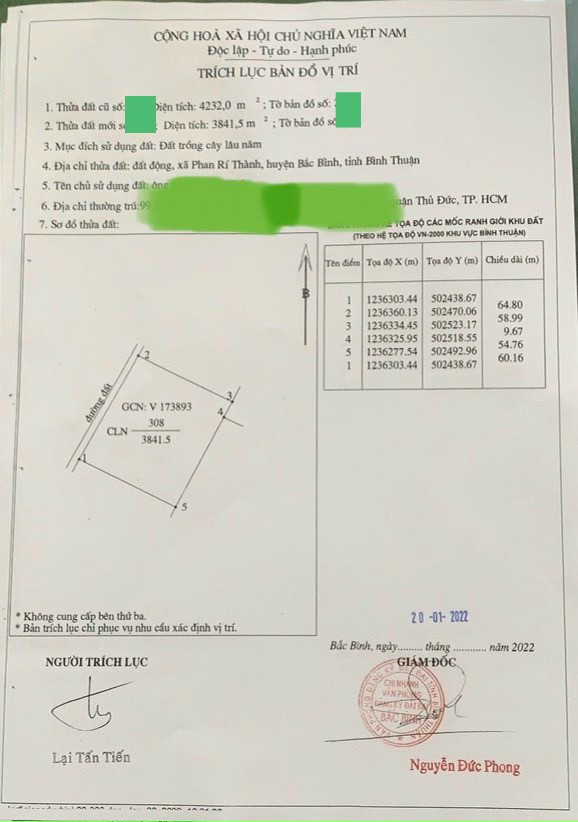 CỘNG HOÀ XÃ HỘI CHỦ NGHĨA VIỆT NAM
Độc lập - Tự do - Hạnh phúc
TRÍCH LỤC BẢN ĐỒ VỊ TRÍ
1. Thửa đất cũ số: Diện tích: 4232,0 m ²; Tờ bản đồ số:
2. Thửa đất mới số ; Diện tích: 3841,5 m ²; Tờ bản đồ số
3. Mục đích sử dụng đất: Đất trồng cây lâu năm
4. Địa chỉ thửa đất: đất động, xã Phan Rí Thành, huyện Bắc Bình, tỉnh Bình Thuận
5. Tên chủ sử dụng đất: ông
6. Địa chỉ thường trú: 99 quận Thủ Đức, TP. HCM
7. Sơ đồ thửa đất:
TỌA ĐỘ CÁC MỐC RANH GIỚI KHU ĐẤT
(THEO HỆ TỌA ĐỘ VN-2000 KHU VỰC BÌNH THUẬN)
Tên điểm Tọa độ X (m) Tọa độ Y (m) Chiều dài (m)
1 1236303.44 502438.67
64.80
2 1236360.13 502470.06
58.99
3 1236334.45 502523.17
9.67
4 1236325.95 502518.55
54.76
5 1236277.54 502492.96
60.16
1 1236303.44 502438.67
B
2
3
4
đường đất
GCN: V 173893
308
CLN
3841.5
1
5
* Không cung cấp bên thứ ba.
* Bản trích lục chỉ phục vụ nhu cầu xác định vị trí.
20-01-2022
Bắc Bình, ngày......... tháng ............ năm 2022
NGƯỜI TRÍCH LỤC
GIÁM ĐỐC
CHI NHÁNH
VĂN PHÒNG
ĐĂNG KÝ ĐẤT ĐAI
BẮC BÌNH
Lại Tấn Tiến
Nguyễn Đức Phong